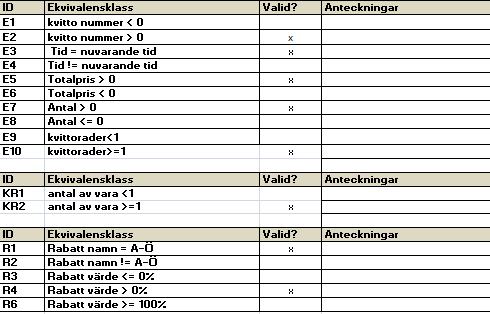 ID Ekvivalensklass Valid? Anteckningar
E1 kvitto nummer < 0
E2 kvitto nummer > 0 x
E3 Tid = nuvarande tid x
E4 Tid != nuvarande tid
E5 Totalpris > 0 x
E6 Totalpris < 0
E7 Antal > 0 x
E8 Antal <= 0
E9 kvittorader<1
E10 kvittorader>=1 x
ID Ekvivalensklass Valid? Anteckningar
KR1 antal av vara <1
KR2 antal av vara >=1 x
ID Ekvivalensklass Valid? Anteckningar
R1 Rabatt namn = A-Ö x
R2 Rabatt namn != A-Ö
R3 Rabatt värde <= 0%
R4 Rabatt värde > 0% x
R6 Rabatt värde >= 100%